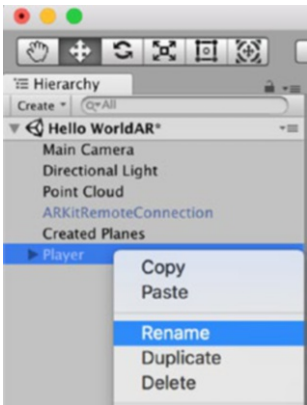 Hierarchy
Create All
Hello WorldAR*
Main Camera
Directional Light
Point Cloud
ARKitRemoteConnection
Created Planes
Player
Copy
Paste
Rename
Duplicate
Delete